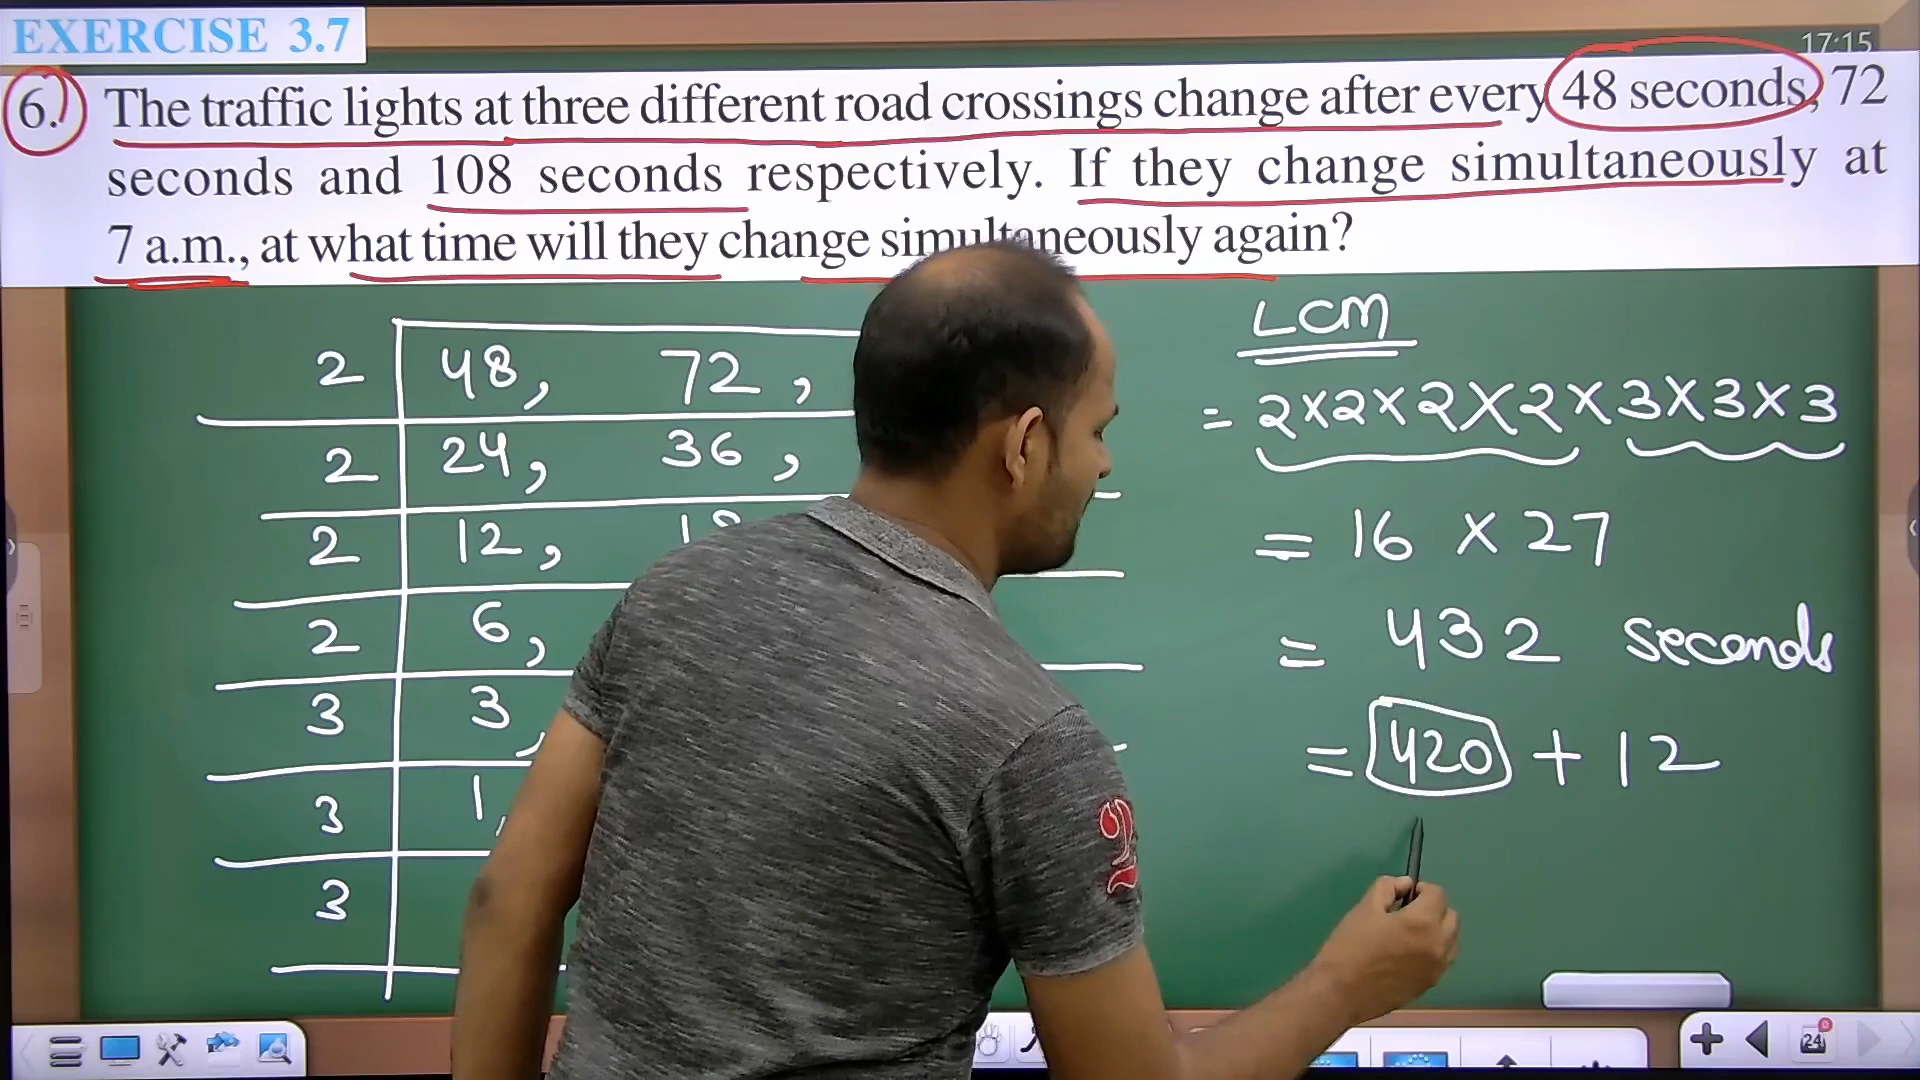 EXERCISE 3.7
17:15
6. The traffic lights at three different road crossings change after every 48 seconds, 72
seconds and 108 seconds respectively. If they change simultaneously at
7 a.m., at what time will they change simultaneously again?
2 48, 72,
2 24, 36,
2 12, 18
2 6,
3 3,
3 1,
3
LCM
= 2×2×2×2×3×3×3
= 16 × 27
= 432 seconds
= 420 + 12
24